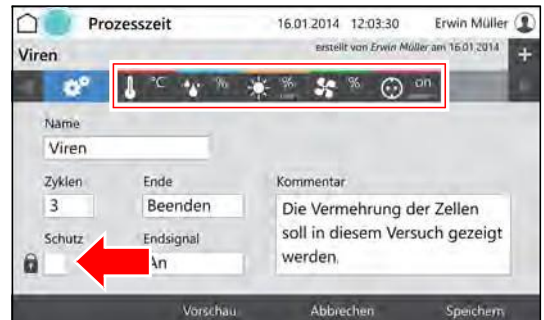 Prozesszeit 16.01.2014 12:03:30 Erwin Müller
Viren erstellt von Erwin Müller am 16.01.2014
°C % % % on
Name
Viren
Zyklen Ende Kommentar
3 Beenden Die Vermehrung der Zellen
soll in diesem Versuch gezeigt
werden.
Schutz Endsignal
An
Vorschau Abbrechen Speichern